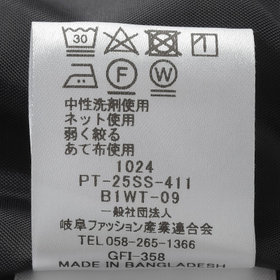 30
F W
中性洗剤使用
ネット使用
弱く絞る
あて布使用
1024
PT-25SS-411
B1WT-09
一般社団法人
岐阜ファッション産業連合会
TEL 058-265-1366
GFI-358
MADE IN BANGLADESH